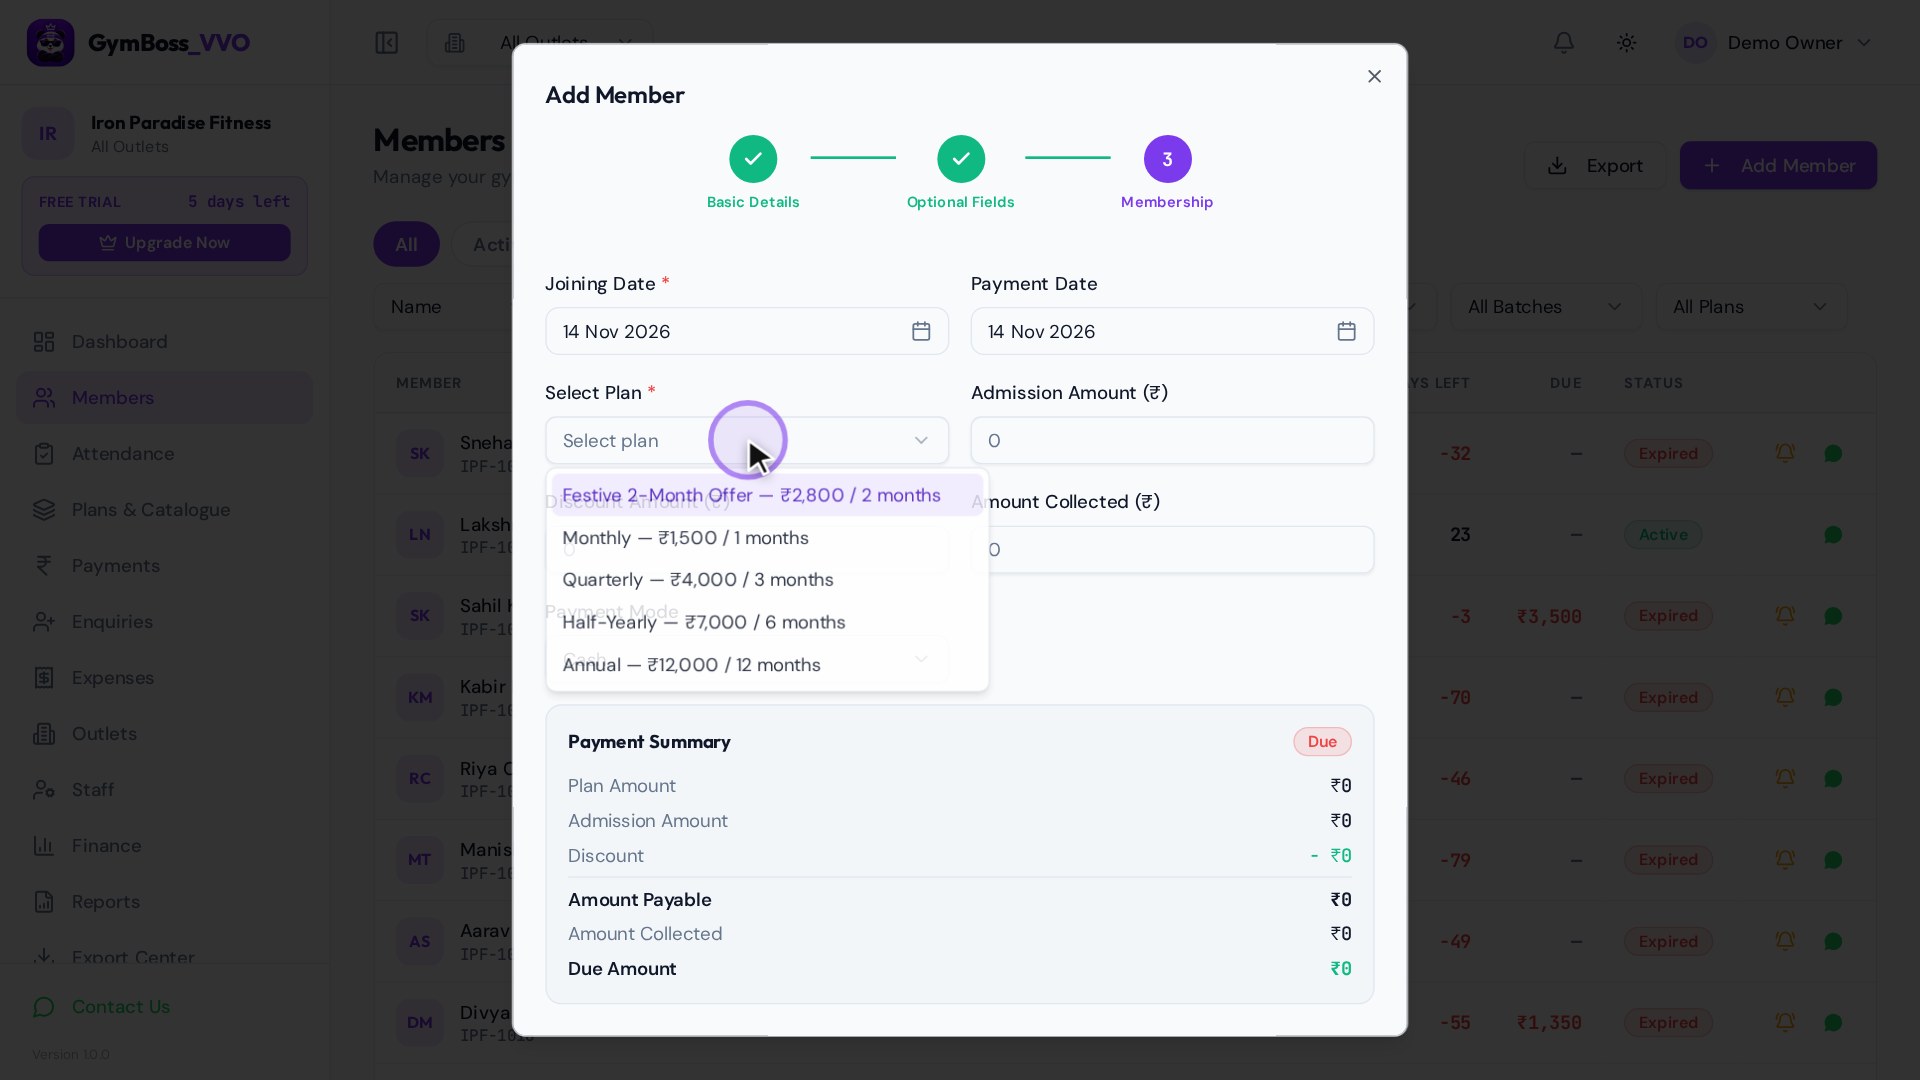 GymBoss_VVO
All Outlets
DO
Demo Owner
IR
Iron Paradise Fitness
All Outlets
FREE TRIAL
5 days left
Upgrade Now
Dashboard
Members
Attendance
Plans & Catalogue
Payments
Enquiries
Expenses
Outlets
Staff
Finance
Reports
Export Center
Contact Us
Version 1.0.0
Members
Manage your gy
Export
Add Member
All
Name
All Batches
All Plans
MEMBER
LEFT
DUE
STATUS
SK
Sneha
-32
—
Expired
LN
23
—
Active
SK
Sahil
-3
₹3,500
Expired
KM
Kabir
-70
—
Expired
RC
Riya
-46
—
Expired
MT
-79
—
Expired
AS
Aarav
-49
—
Expired
DM
Divya
-55
₹1,350
Expired
Add Member
Basic Details
Optional Fields
3
Membership
Joining Date *
14 Nov 2026
Payment Date
14 Nov 2026
Select Plan *
Select plan
Admission Amount (₹)
0
Festive 2-Month Offer — ₹2,800 / 2 months
Monthly — ₹1,500 / 1 months
Quarterly — ₹4,000 / 3 months
Half-Yearly — ₹7,000 / 6 months
Annual — ₹12,000 / 12 months
Discount Amount (₹)
0
Amount Collected (₹)
0
Payment Mode
Cash
Payment Summary
Due
Plan Amount
₹0
Admission Amount
₹0
Discount
- ₹0
Amount Payable
₹0
Amount Collected
₹0
Due Amount
₹0